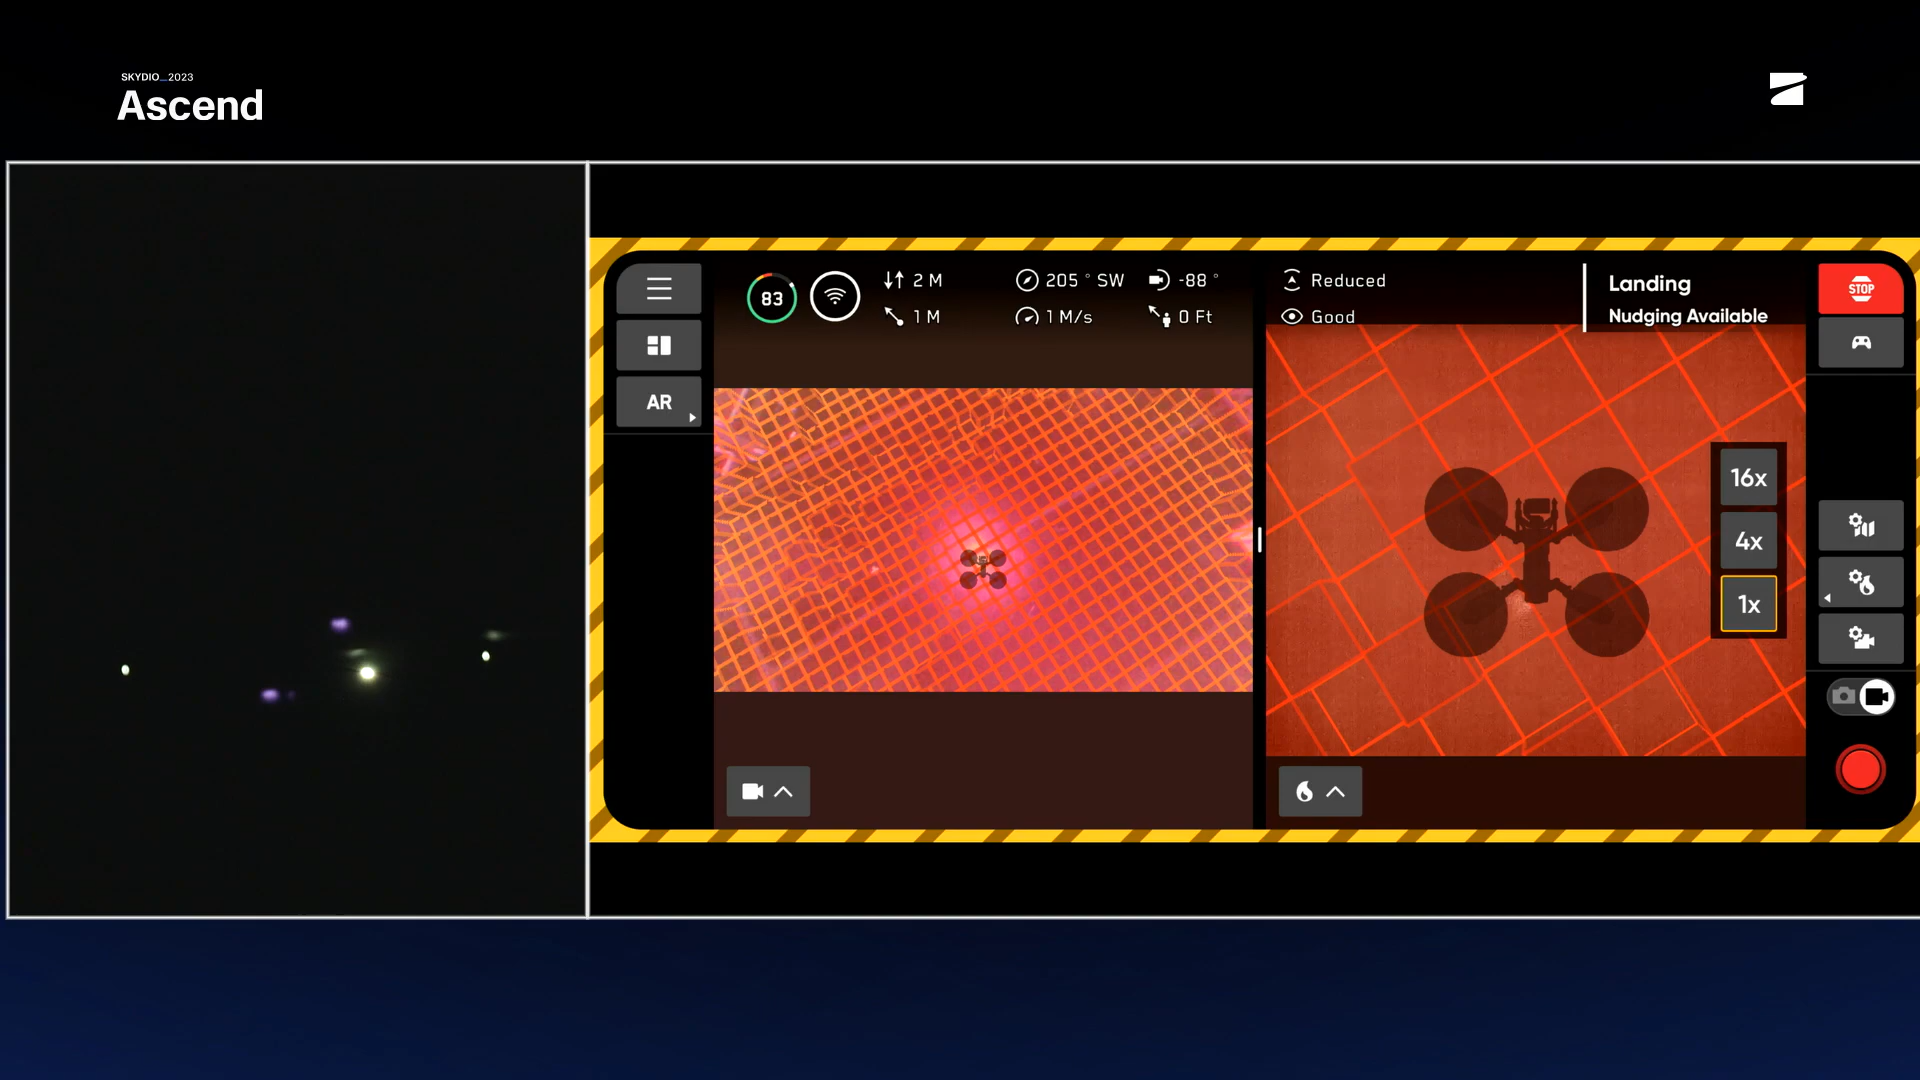 SKYDIO_2023
Ascend
AR
83
2 M
1 M
205 ° SW
1 M/s
-88 °
0 Ft
Reduced
Good
Landing
Nudging Available
STOP
16x
4x
1x